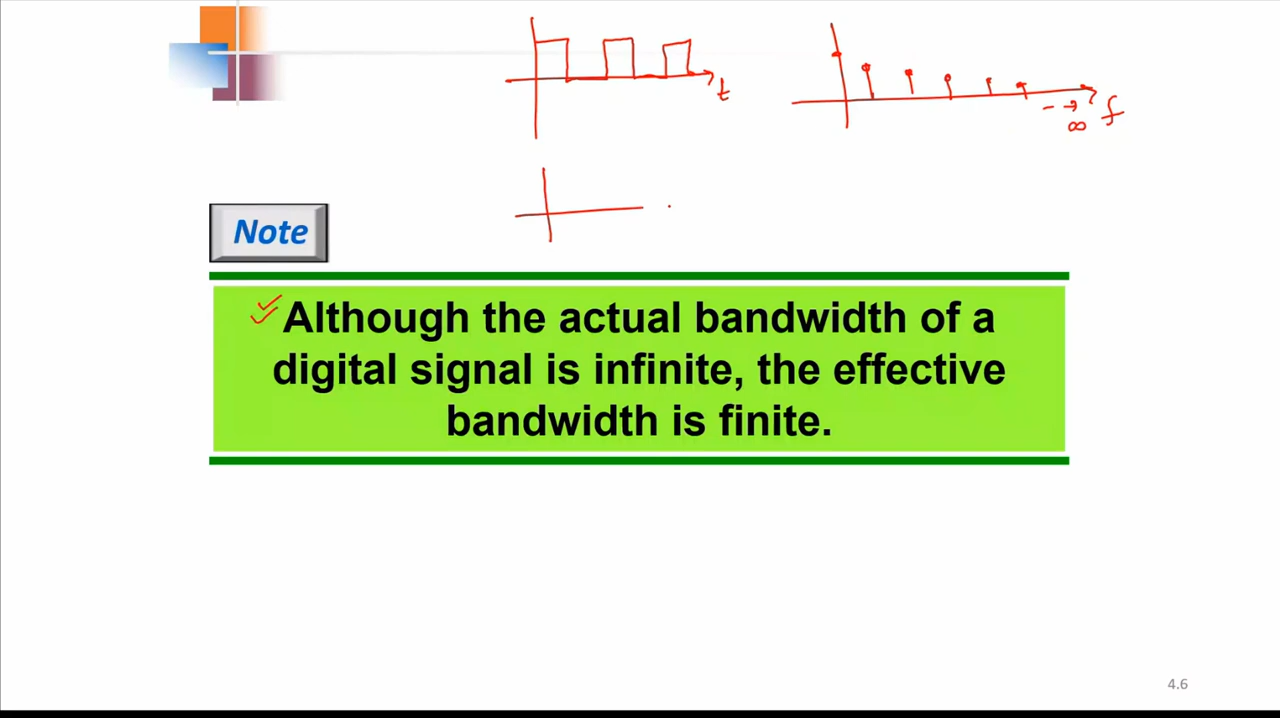 t
f
∞
Note
Although the actual bandwidth of a
digital signal is infinite, the effective
bandwidth is finite.
4.6